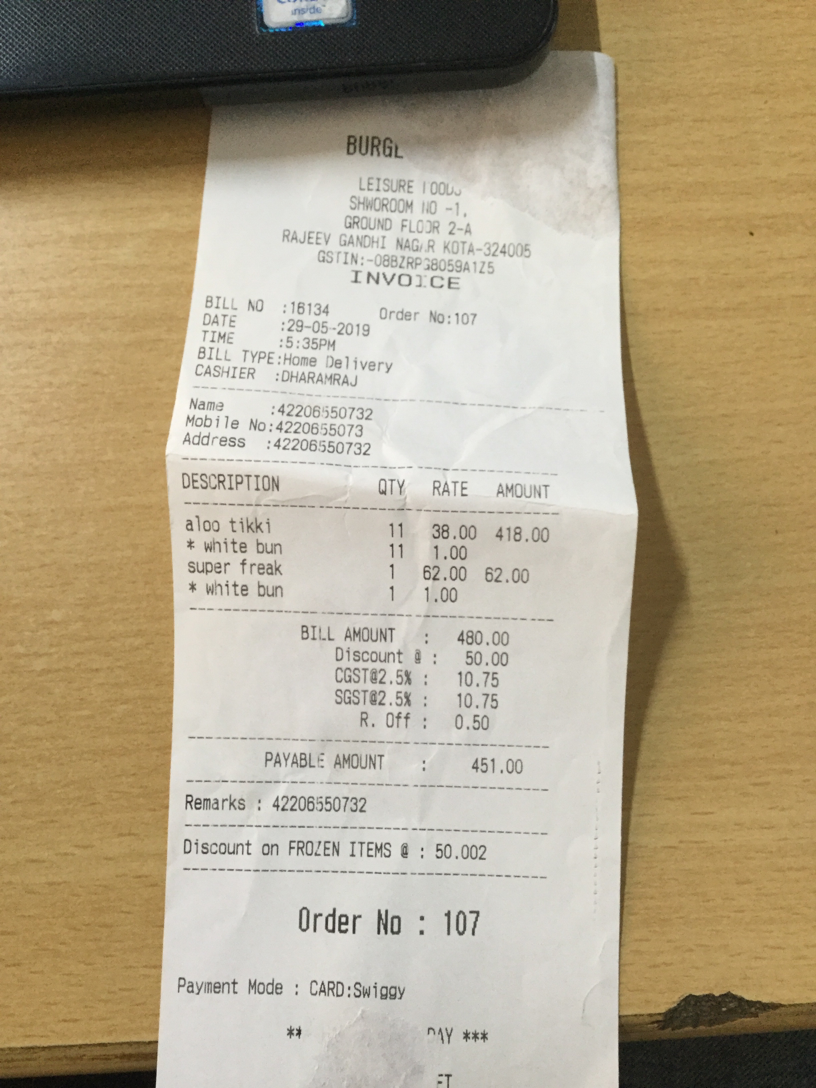 inside
LEISURE FOODS
SHWOROOM NO -1,
GROUND FLOOR 2-A
RAJEEV GANDHI NAGAR KOTA-324005
GSTIN:-08BZRPG8059A1Z5
INVOICE
BILL NO :16134 Order No:107
DATE :29-05-2019
TIME :5:35PM
BILL TYPE:Home Delivery
CASHIER :DHARAMRAJ
Name :42206550732
Mobile No:4220655073
Address :42206550732
DESCRIPTION QTY RATE AMOUNT
aloo tikki 11 38.00 418.00
* white bun 11 1.00
super freak 1 62.00 62.00
* white bun 1 1.00
BILL AMOUNT : 480.00
Discount @ : 50.00
CGST@2.5% : 10.75
SGST@2.5% : 10.75
R. Off : 0.50
PAYABLE AMOUNT : 451.00
Remarks : 42206550732
Discount on FROZEN ITEMS @ : 50.002
Order No : 107
Payment Mode : CARD:Swiggy
** DAY ***